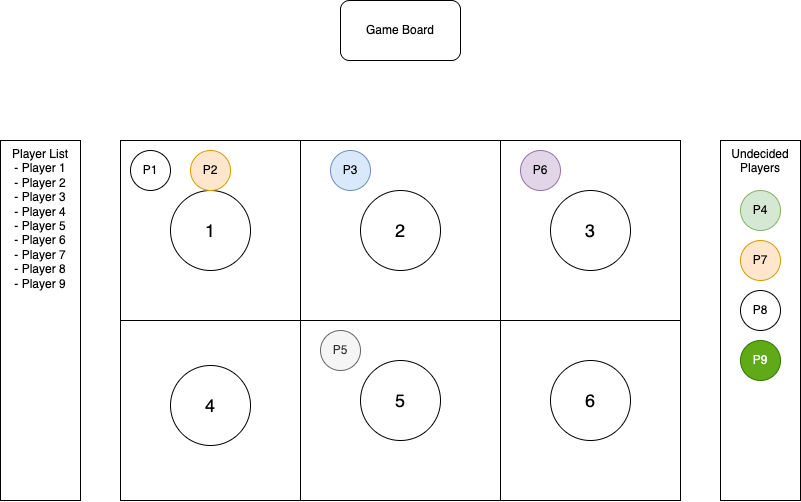 Game Board
Player List
- Player 1
- Player 2
- Player 3
- Player 4
- Player 5
- Player 6
- Player 7
- Player 8
- Player 9
P1
P2
1
P3
2
P6
3
4
P5
5
6
Undecided
Players
P4
P7
P8
P9